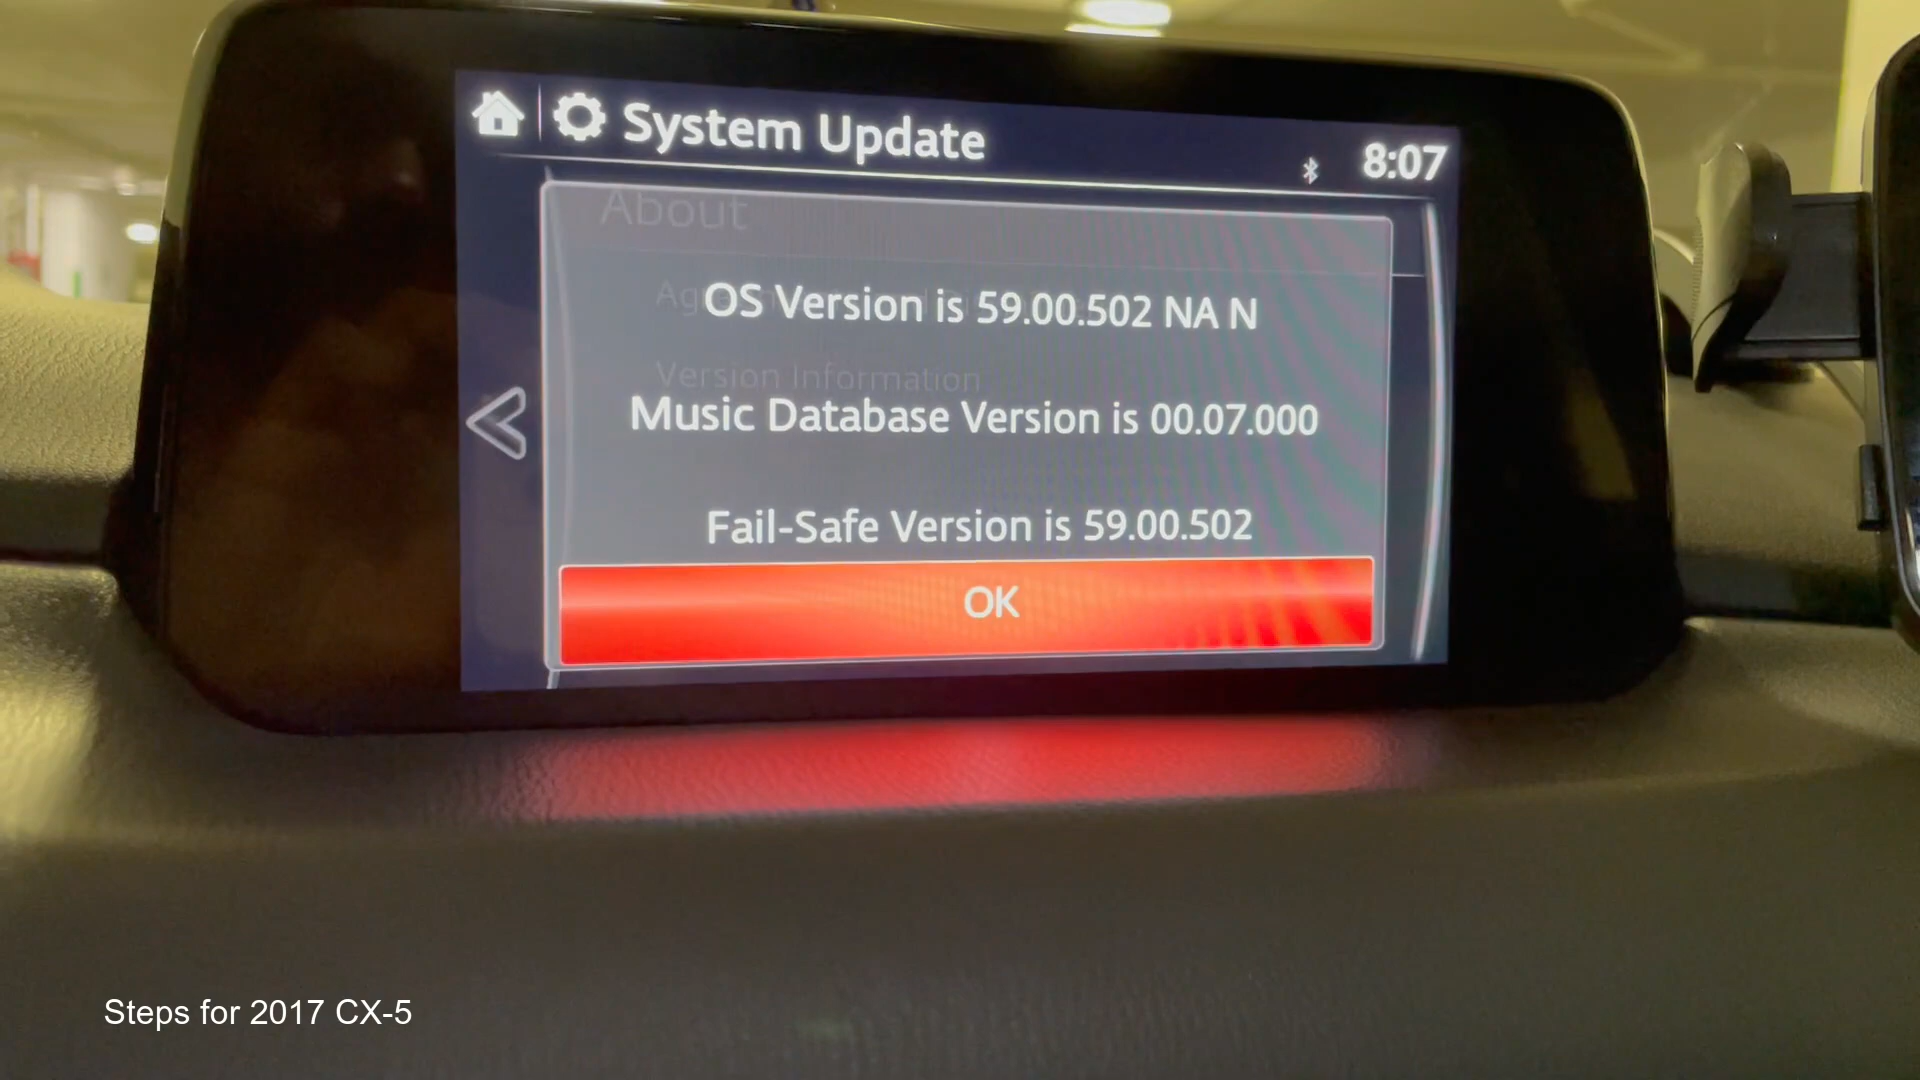 System Update
8:07
About
OS Version is 59.00.502 NA N
Version Information
Music Database Version is 00.07.000
Fail-Safe Version is 59.00.502
OK
Steps for 2017 CX-5